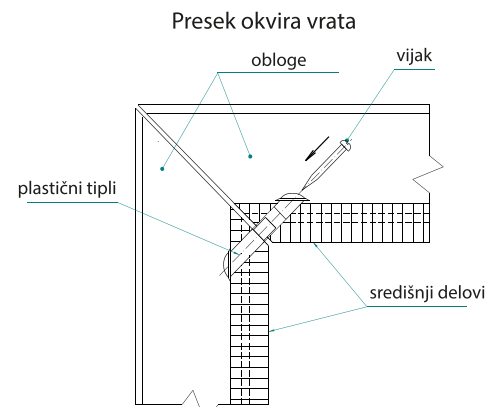 Presek okvira vrata
obloge
vijak
plastični tipli
središnji delovi